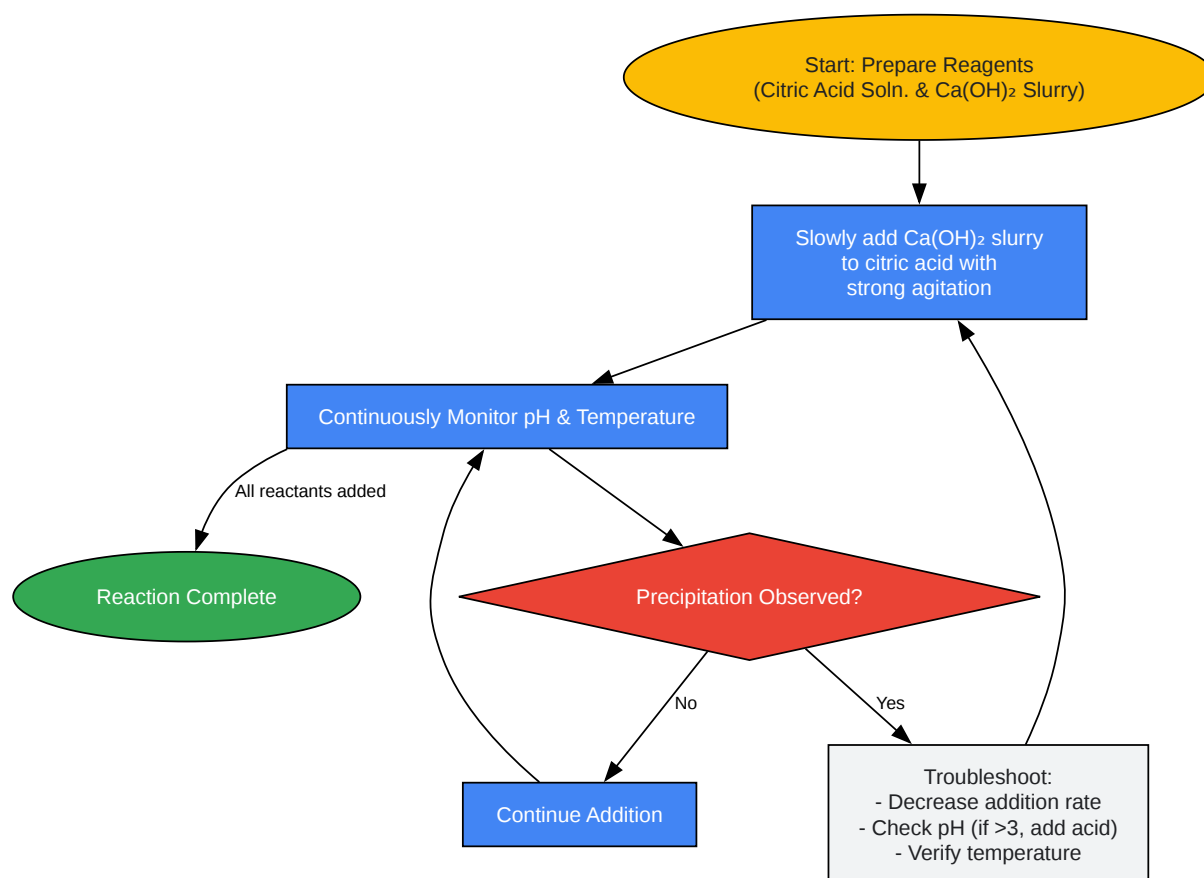 Start: Prepare Reagents
(Citric Acid Soln. & Ca(OH)₂ Slurry)
Slowly add Ca(OH)₂ slurry
to citric acid with
strong agitation
Continuously Monitor pH & Temperature
All reactants added
Reaction Complete
Precipitation Observed?
No
Yes
Continue Addition
Troubleshoot:
- Decrease addition rate
- Check pH (if >3, add acid)
- Verify temperature